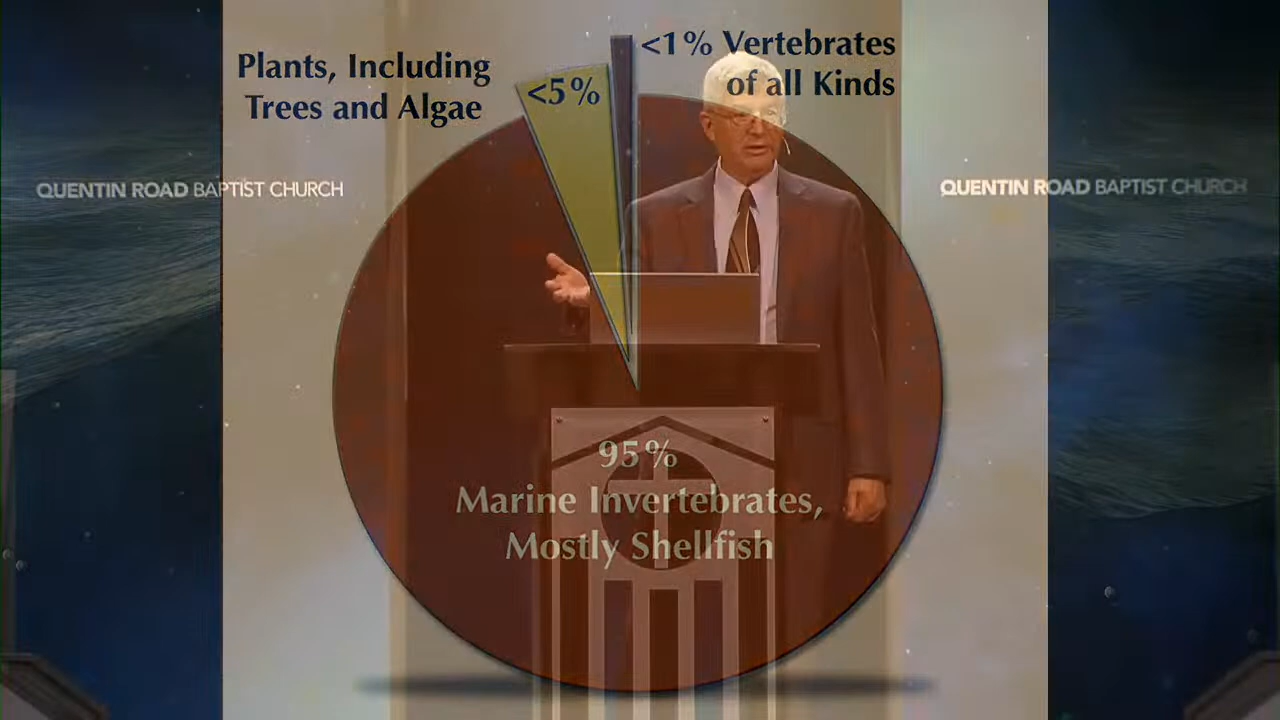 <1% Vertebrates
of all Kinds
Plants, Including
Trees and Algae
<5%
QUENTIN ROAD BAPTIST CHURCH
QUENTIN ROAD BAPTIST CHURCH
95%
Marine Invertebrates,
Mostly Shellfish